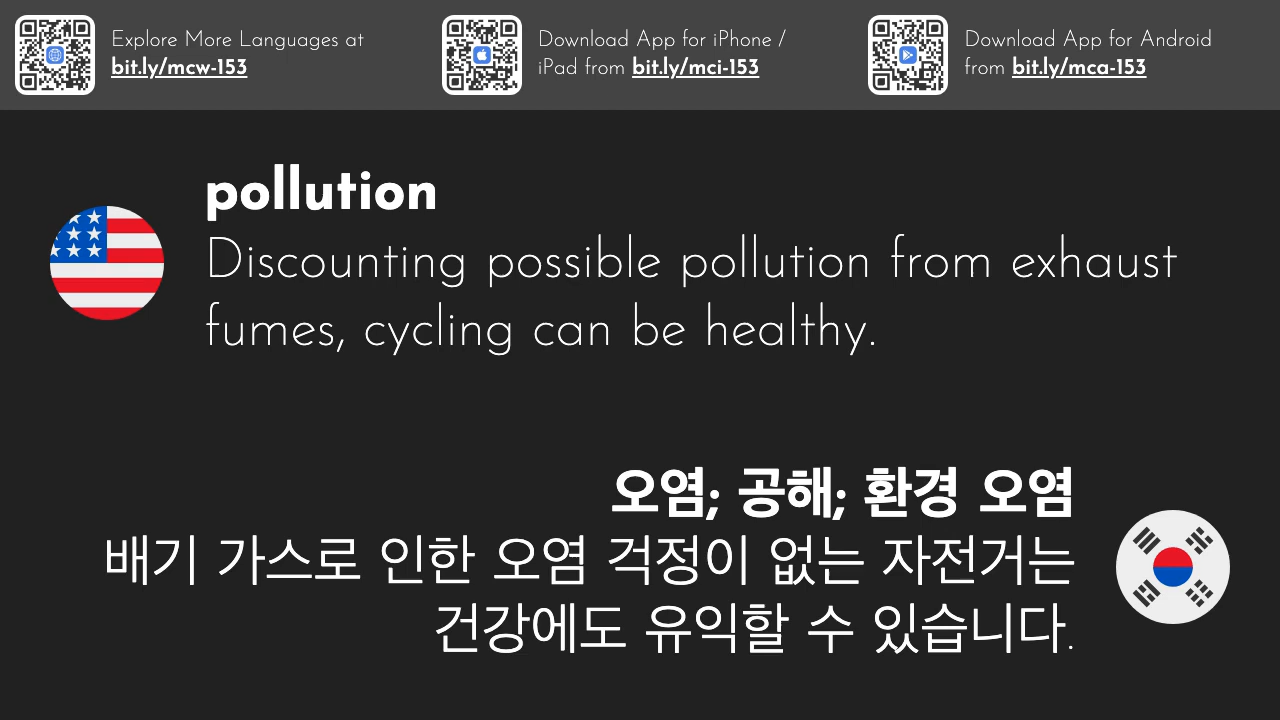 Explore More Languages at
bit.ly/mcw-153
Download App for iPhone /
iPad from bit.ly/mci-153
Download App for Android
from bit.ly/mca-153
pollution
Discounting possible pollution from exhaust
fumes, cycling can be healthy.
오염; 공해; 환경 오염
배기 가스로 인한 오염 걱정이 없는 자전거는
건강에도 유익할 수 있습니다.